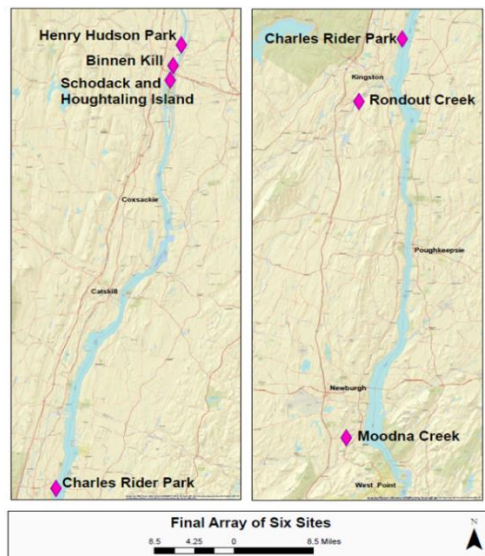 Henry Hudson Park
Binnen Kill
Schodack and
Houghtaling Island
Coxsackie
Catskill
Charles Rider Park
Charles Rider Park
Kingston
Rondout Creek
Poughkeepsie
Newburgh
Moodna Creek
West Point
Final Array of Six Sites
8.5 4.25 0 8.5 Miles
N